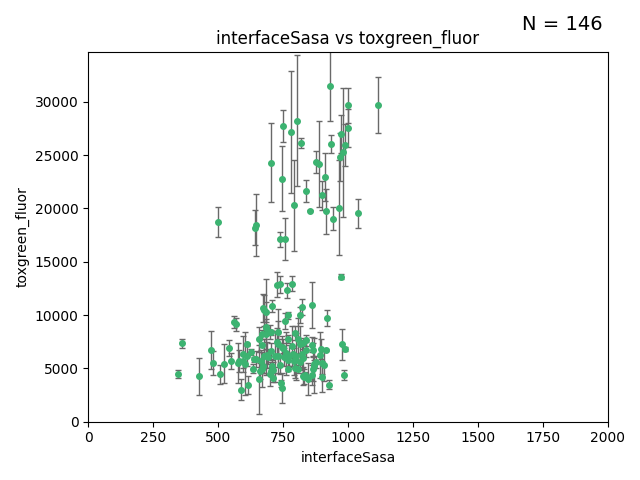 N = 146
interfaceSasa vs toxgreen_fluor
30000
25000
20000
15000
10000
5000
0
toxgreen_fluor
0 250 500 750 1000 1250 1500 1750 2000
interfaceSasa